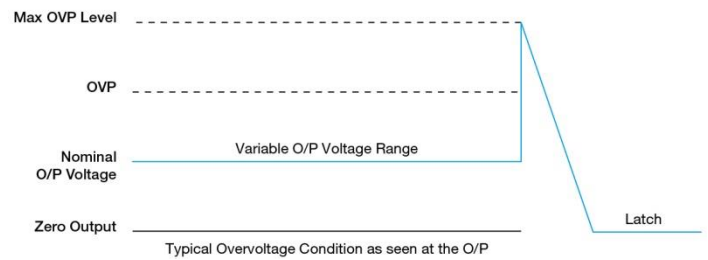 Max OVP Level
OVP
Variable O/P Voltage Range
Nominal
O/P Voltage
Zero Output
Latch
Typical Overvoltage Condition as seen at the O/P